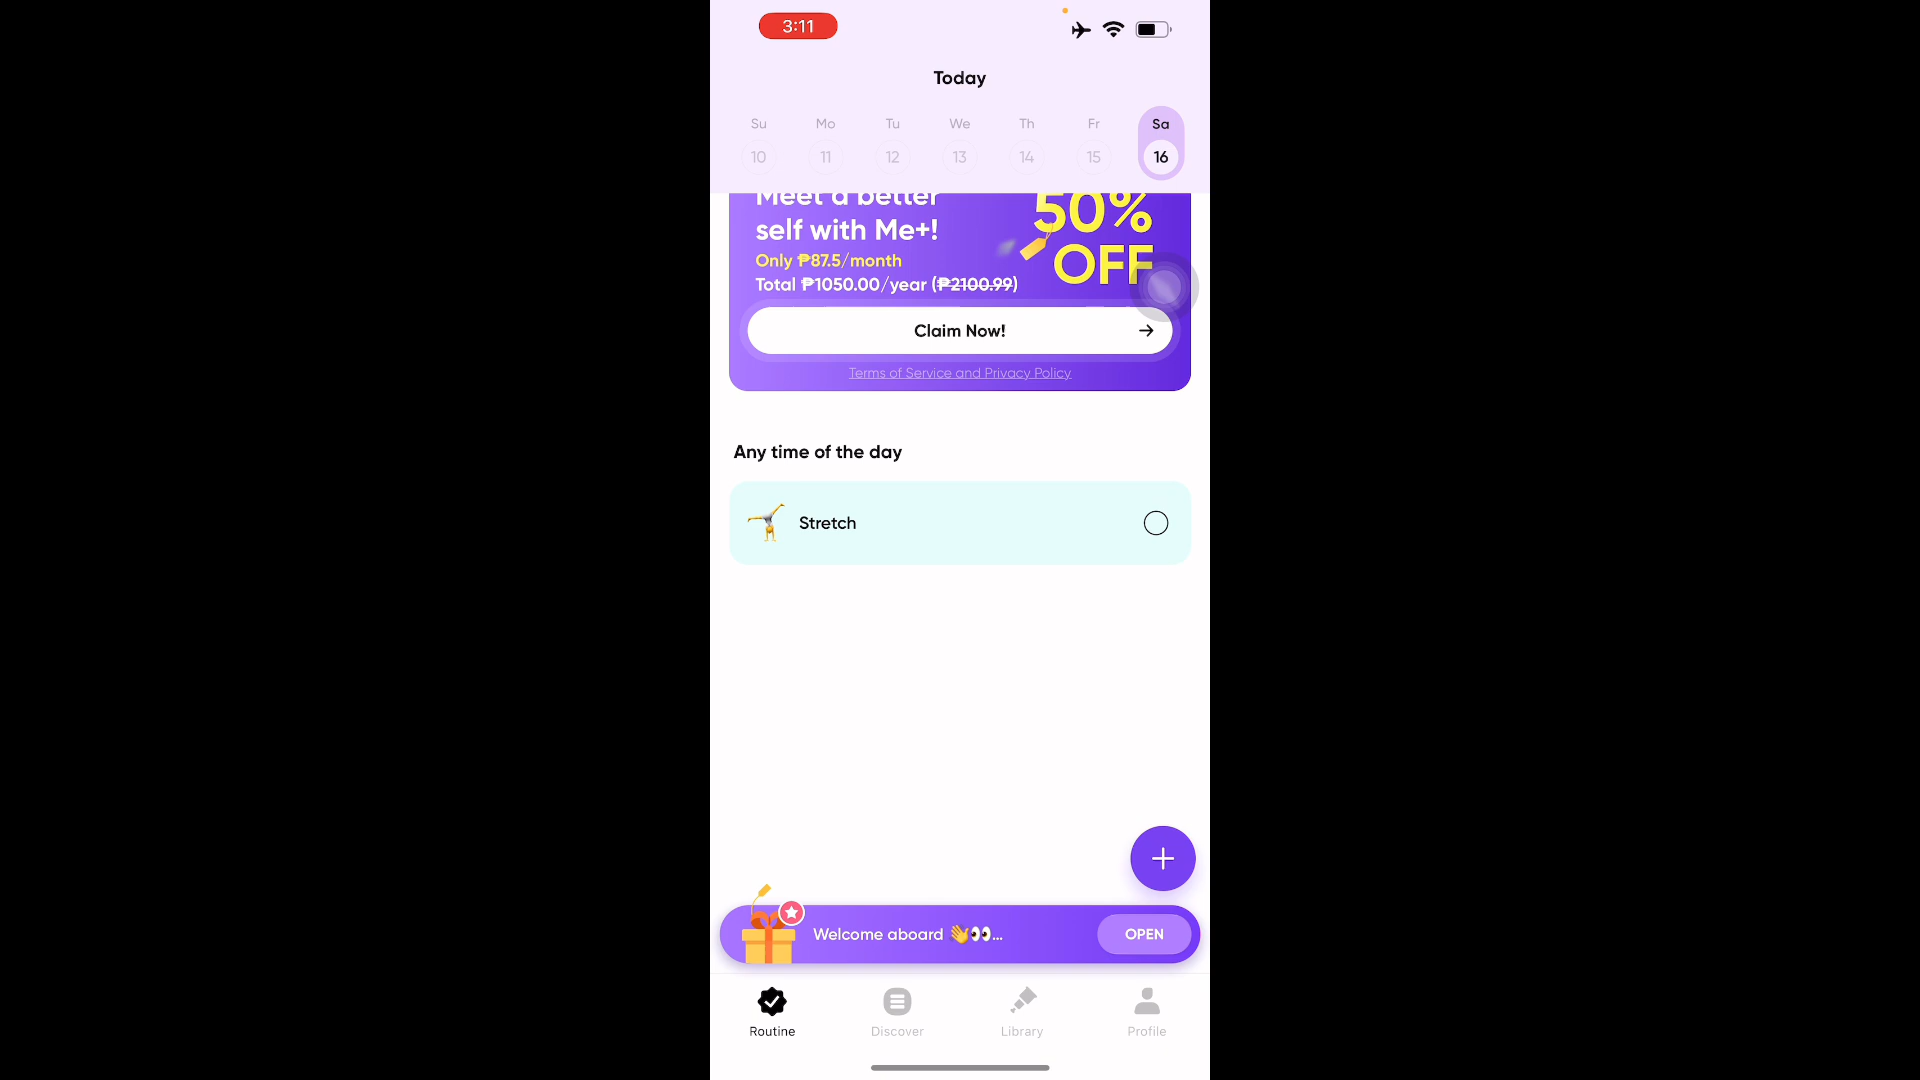 3:11
Today
Su Mo Tu We Th Fr Sa
10 11 12 13 14 15 16
Meet a better
self with Me+!
50%
OFF
Only ₱87.5/month
Total ₱1050.00/year (₱2100.99)
Claim Now!
Terms of Service and Privacy Policy
Any time of the day
Stretch
Welcome aboard 👋👀...
OPEN
Routine Discover Library Profile